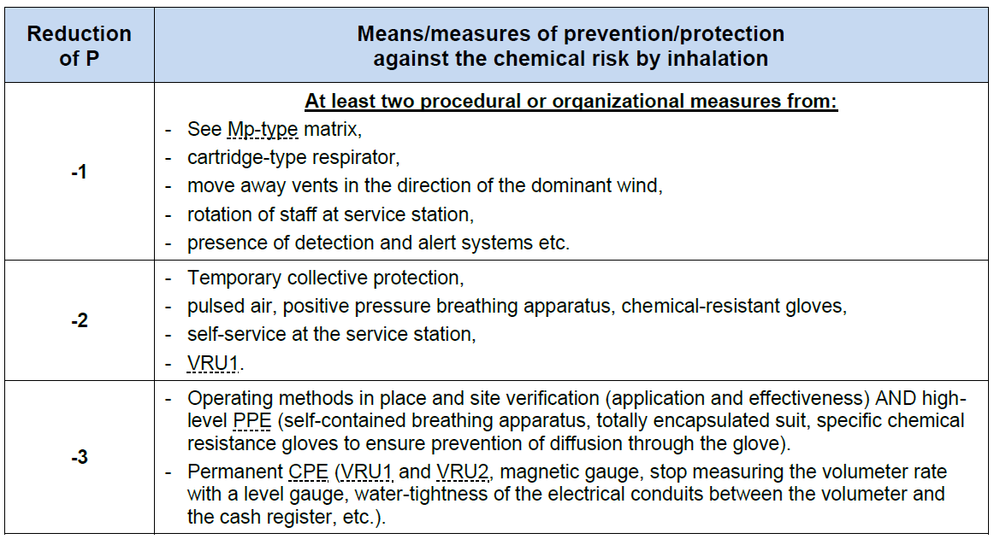 Reduction
of P
Means/measures of prevention/protection
against the chemical risk by inhalation
-1
At least two procedural or organizational measures from:
- See Mp-type matrix,
- cartridge-type respirator,
- move away vents in the direction of the dominant wind,
- rotation of staff at service station,
- presence of detection and alert systems etc.
-2
- Temporary collective protection,
- pulsed air, positive pressure breathing apparatus, chemical-resistant gloves,
- self-service at the service station,
- VRU1.
-3
- Operating methods in place and site verification (application and effectiveness) AND high-
level PPE (self-contained breathing apparatus, totally encapsulated suit, specific chemical
resistance gloves to ensure prevention of diffusion through the glove).
- Permanent CPE (VRU1 and VRU2, magnetic gauge, stop measuring the volumeter rate
with a level gauge, water-tightness of the electrical conduits between the volumeter and
the cash register, etc.).